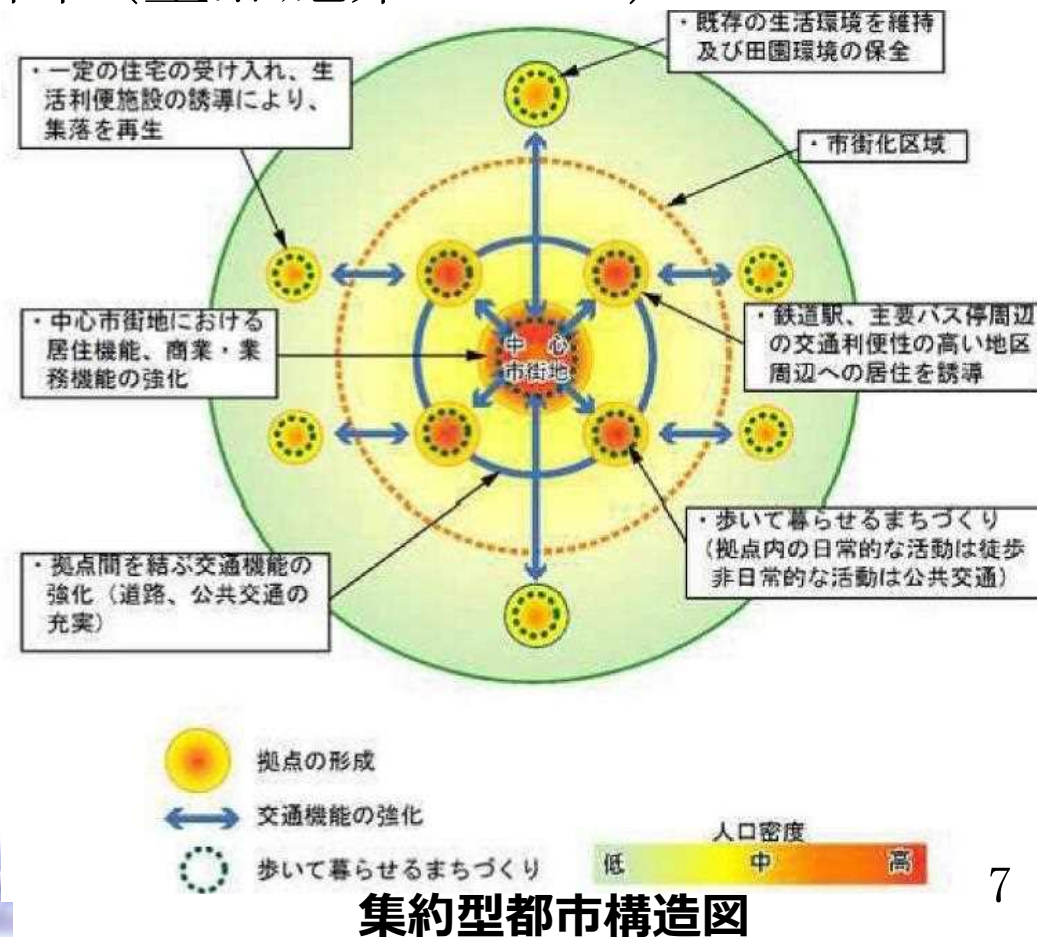 ・既存の生活環境を維持
及び田園環境の保全
・一定の住宅の受け入れ、生
活利便施設の誘導により、
集落を再生
・市街化区域
・中心市街地における
居住機能、商業・業
務機能の強化
中心
市街地
・鉄道駅、主要バス停周辺
の交通利便性の高い地区
周辺への居住を誘導
・歩いて暮らせるまちづくり
(拠点内の日常的な活動は徒歩
非日常的な活動は公共交通)
・拠点間を結ぶ交通機能の
強化（道路、公共交通の
充実）
拠点の形成
交通機能の強化
歩いて暮らせるまちづくり
人口密度
低 中 高
7
集約型都市構造図